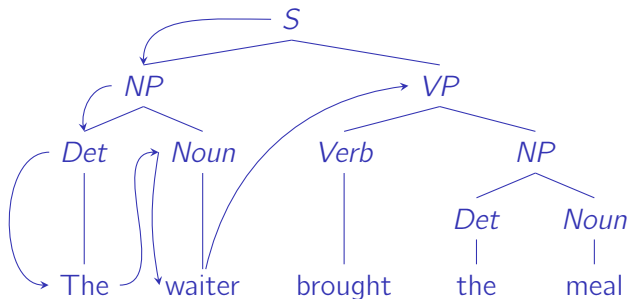 S
NP VP
Det Noun Verb NP
Det Noun
The waiter brought the meal